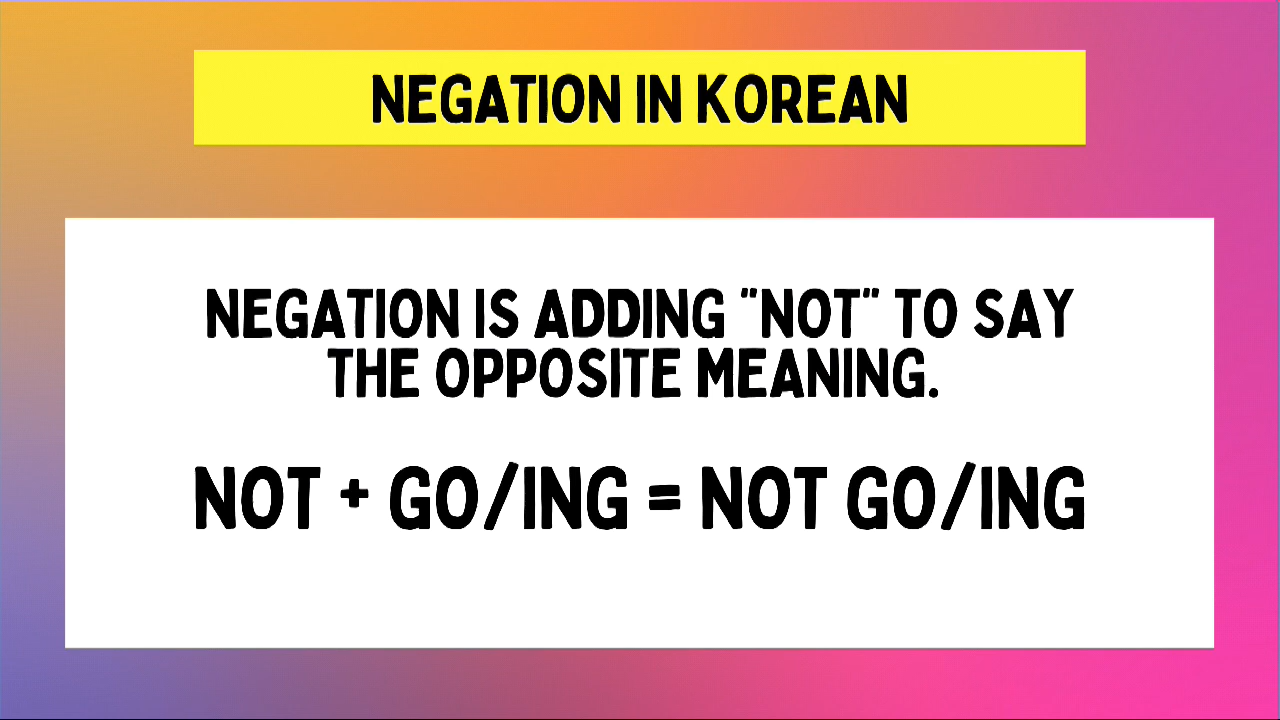 NEGATION IN KOREAN
NEGATION IS ADDING "NOT" TO SAY
THE OPPOSITE MEANING.
NOT + GO/ING = NOT GO/ING